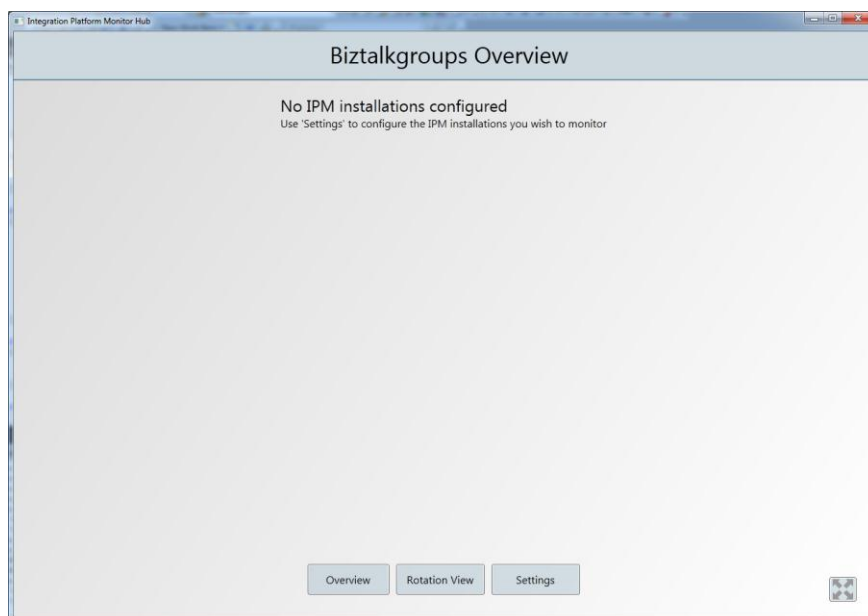 Integration Platform Monitor Hub
Biztalkgroups Overview
No IPM installations configured
Use 'Settings' to configure the IPM installations you wish to monitor
Overview
Rotation View
Settings